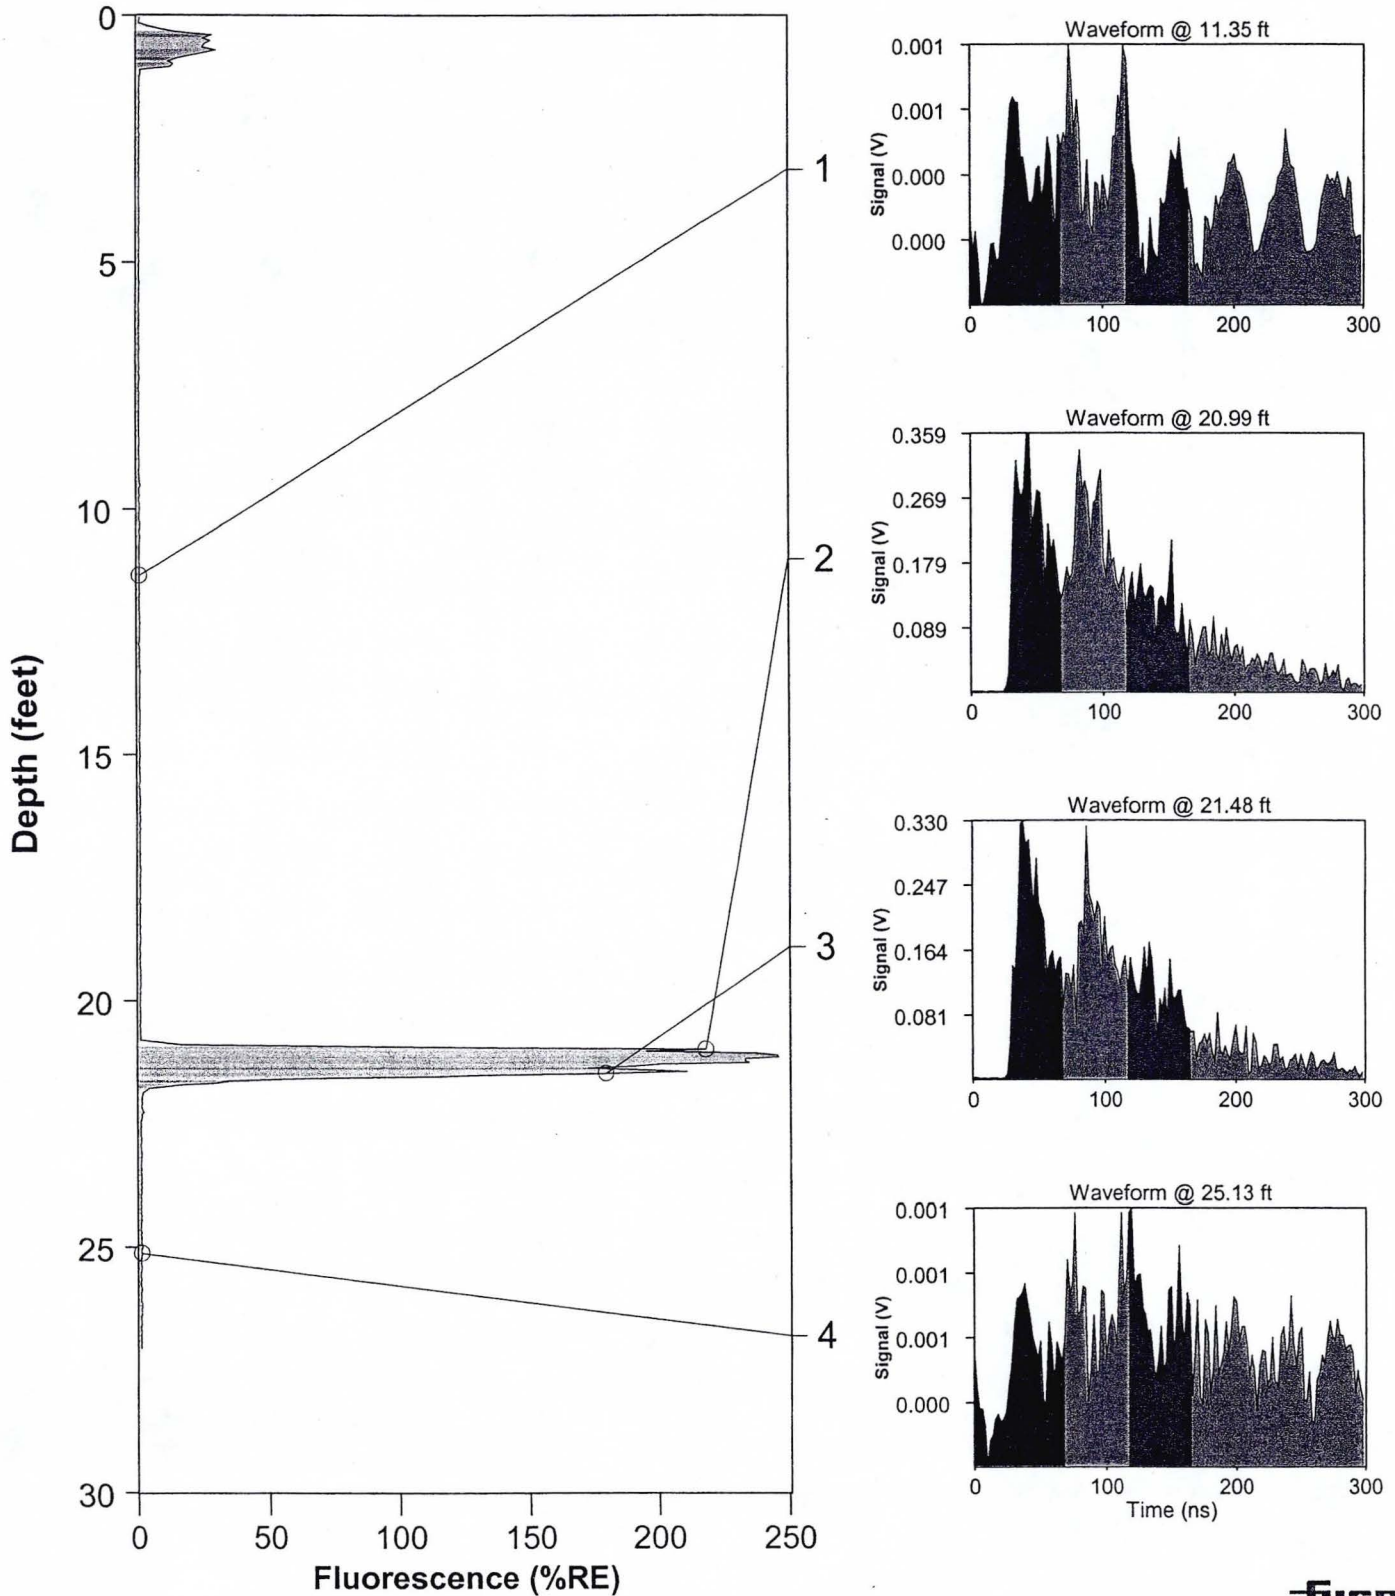 Depth (feet)
0
5
10
15
20
25
30
0 50 100 150 200 250
Fluorescence (%RE)
1
2
3
4
Waveform @ 11.35 ft
Signal (V)
0.001
0.001
0.000
0.000
0 100 200 300
Waveform @ 20.99 ft
Signal (V)
0.359
0.269
0.179
0.089
0 100 200 300
Waveform @ 21.48 ft
Signal (V)
0.330
0.247
0.164
0.081
0 100 200 300
Waveform @ 25.13 ft
Signal (V)
0.001
0.001
0.001
0.000
0 100 200 300
Time (ns)